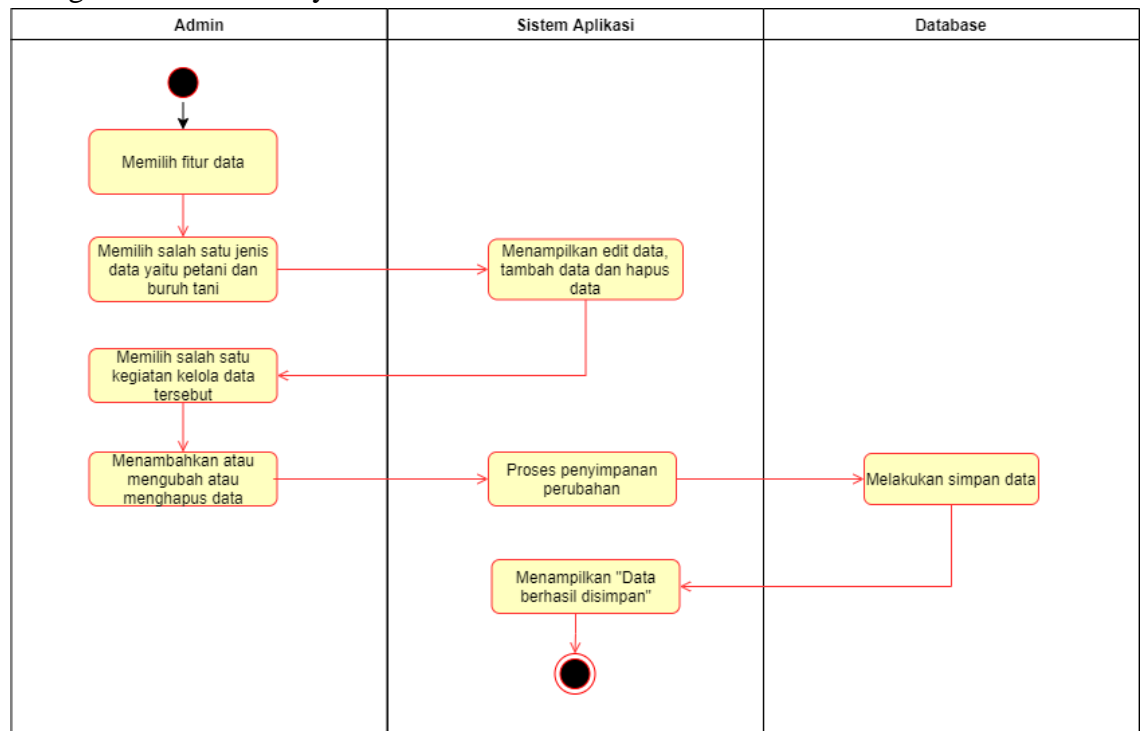 Admin
Sistem Aplikasi
Database
Memilih fitur data
Memilih salah satu jenis
data yaitu petani dan
buruh tani
Menampilkan edit data,
tambah data dan hapus
data
Memilih salah satu
kegiatan kelola data
tersebut
Menambahkan atau
mengubah atau
menghapus data
Proses penyimpanan
perubahan
Melakukan simpan data
Menampilkan "Data
berhasil disimpan"